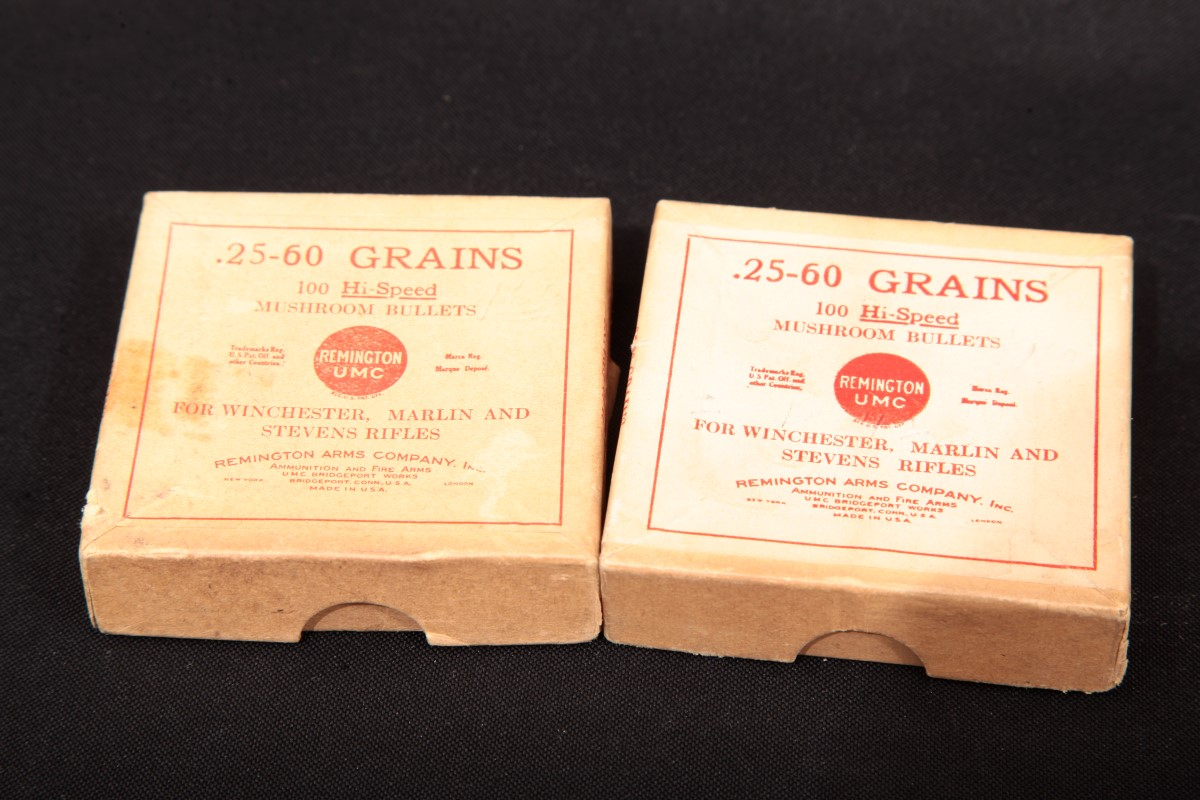 .25-60 GRAINS
100 Hi-Speed
MUSHROOM BULLETS
Trademarks Reg.
U.S. Pat. Off. and
other Countries.
REMINGTON
UMC
Marca Reg.
Marque Deposé.
FOR WINCHESTER, MARLIN AND
STEVENS RIFLES
REMINGTON ARMS COMPANY, Inc.
AMMUNITION AND FIRE ARMS
U.M.C. BRIDGEPORT WORKS
NEW YORK BRIDGEPORT, CONN., U.S.A. LONDON
MADE IN U.S.A.
.25-60 GRAINS
100 Hi-Speed
MUSHROOM BULLETS
Trademarks Reg.
U.S. Pat. Off. and
other Countries.
REMINGTON
UMC
Marca Reg.
Marque Deposé.
FOR WINCHESTER, MARLIN AND
STEVENS RIFLES
REMINGTON ARMS COMPANY, INC.
AMMUNITION AND FIRE ARMS
NEW YORK U.M.C. BRIDGEPORT WORKS
BRIDGEPORT, CONN., U.S.A. LONDON
MADE IN U.S.A.